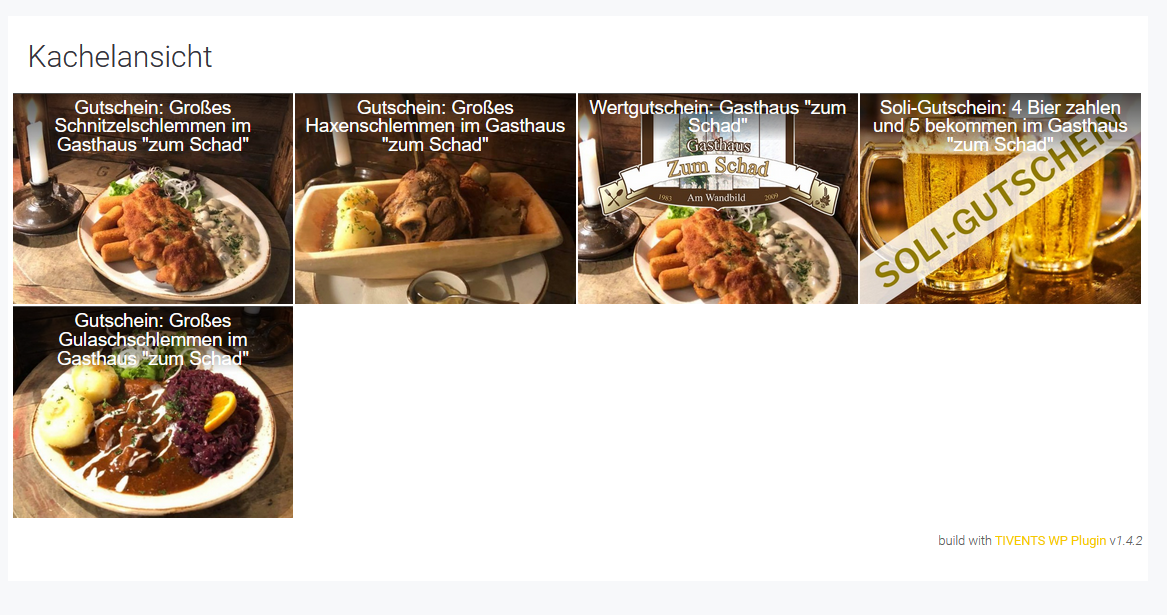 Kachelansicht
Gutschein: Großes
Schnitzelschlemmen im
Gasthaus "zum Schad"
Gutschein: Großes
Haxenschlemmen im Gasthaus
"zum Schad"
Wertgutschein: Gasthaus "zum
Schad"
Gasthaus
Zum Schad
Am Wandbild
1983
2009
Soli-Gutschein: 4 Bier zahlen
und 5 bekommen im Gasthaus
"zum Schad"
SOLI-GUTSCHEIN
Gutschein: Großes
Gulaschschlemmen im
Gasthaus "zum Schad"
build with TIVENTS WP Plugin v1.4.2